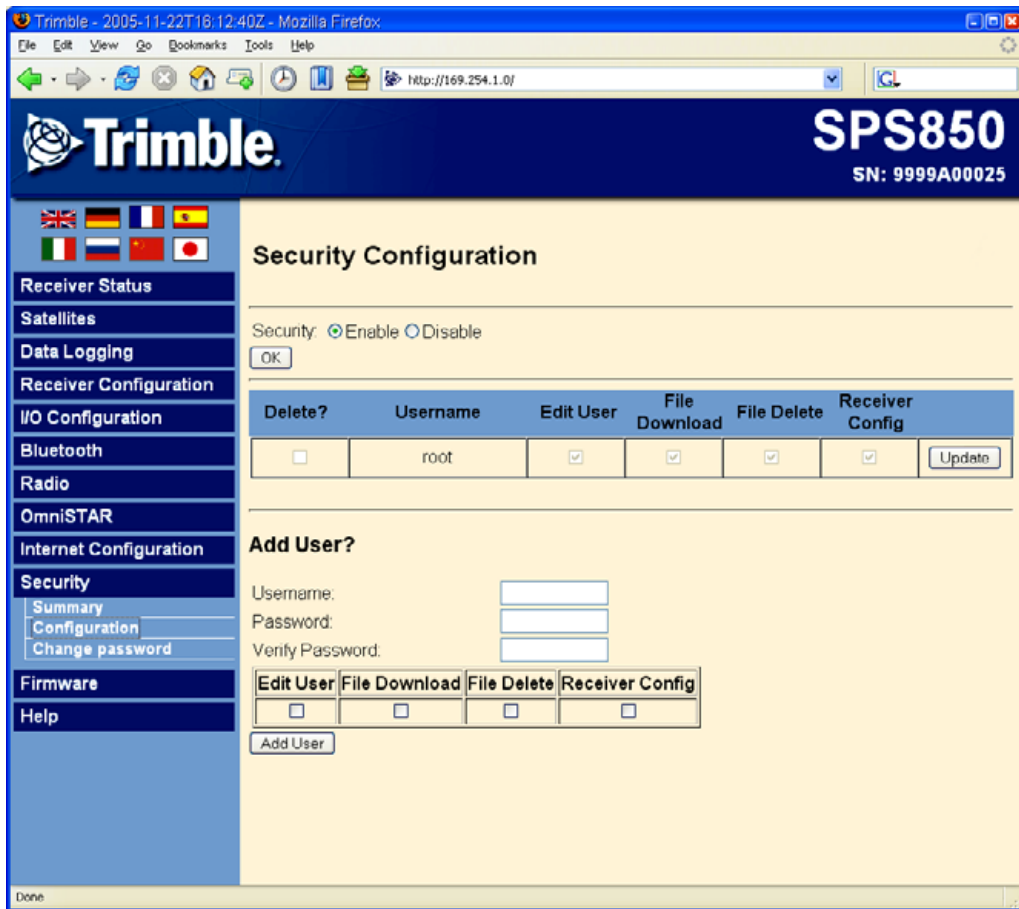 Trimble - 2005-11-22T16:12:40Z - Mozilla Firefox
File Edit View Go Bookmarks Tools Help
http://169.254.1.0/
G
Trimble.
SPS850
SN: 9999A00025
Receiver Status
Satellites
Data Logging
Receiver Configuration
I/O Configuration
Bluetooth
Radio
OmniSTAR
Internet Configuration
Security
Summary
Configuration
Change password
Firmware
Help
Security Configuration
Security: Enable Disable
OK
Delete? Username Edit User File Download File Delete Receiver Config
root Update
Add User?
Username:
Password:
Verify Password:
Edit User File Download File Delete Receiver Config
Add User
Done